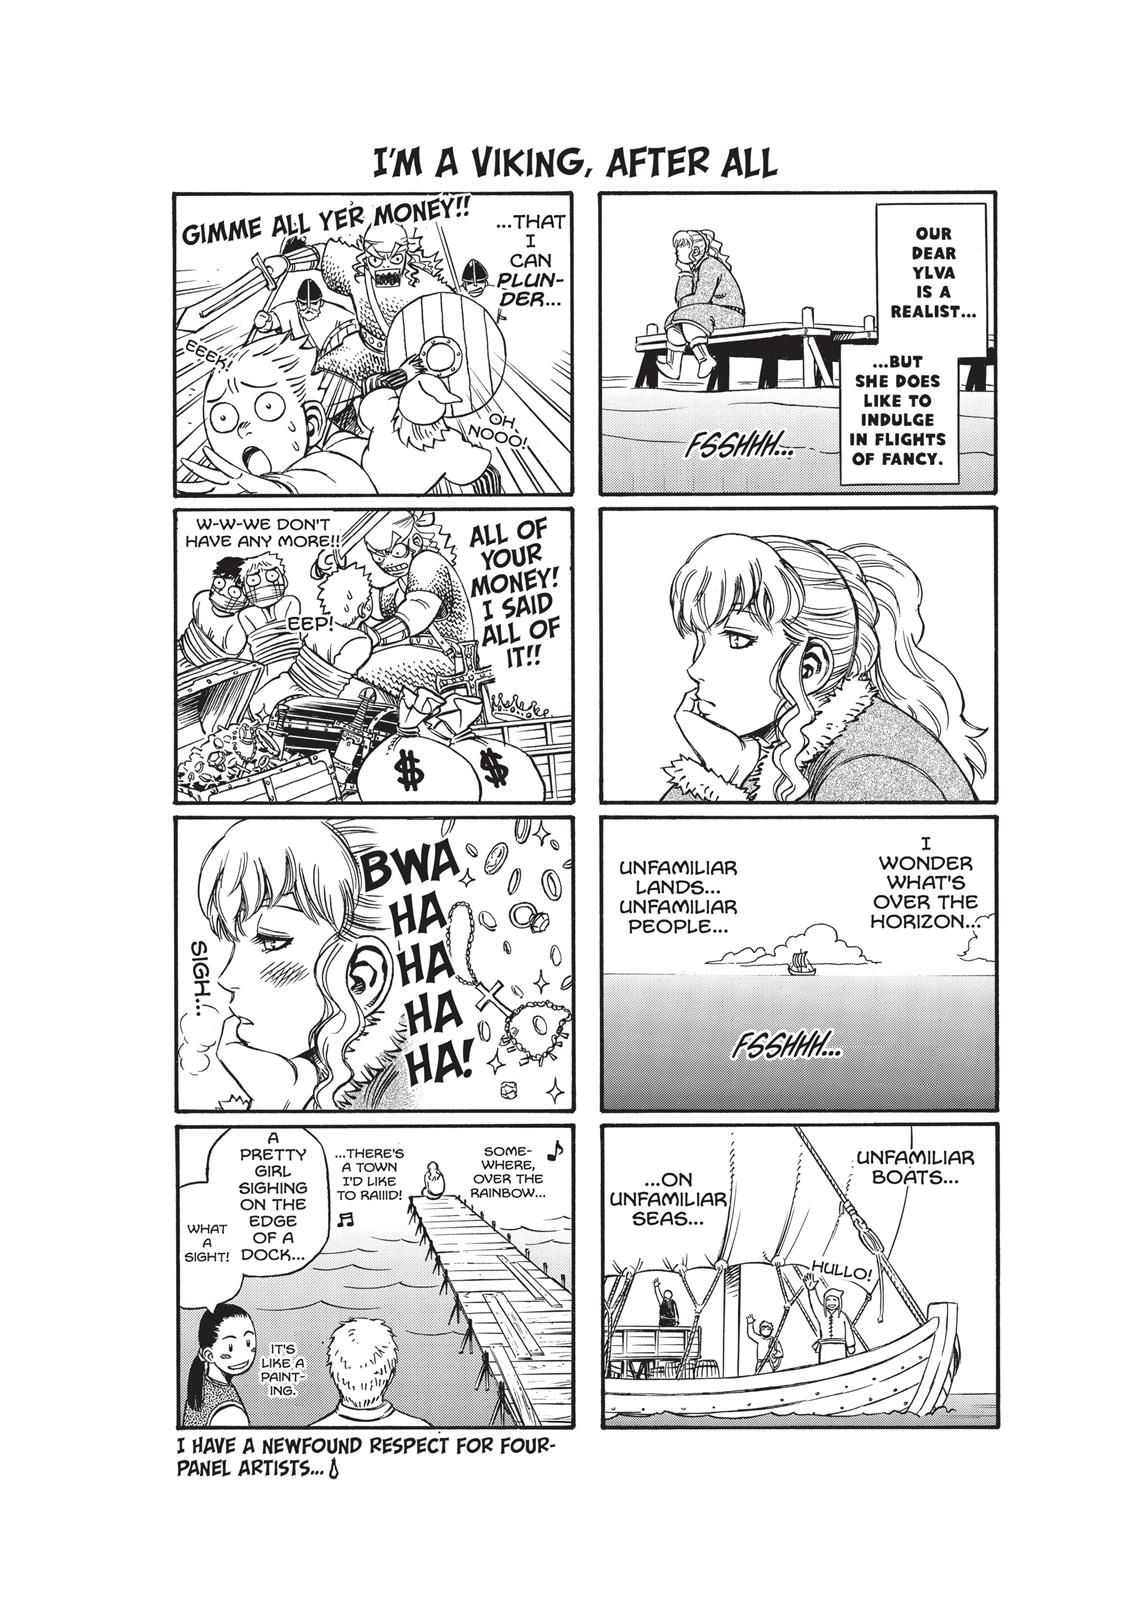 I'M A VIKING, AFTER ALL
OUR
DEAR
YLVA
IS A
REALIST...
...BUT
SHE DOES
LIKE TO
INDULGE
IN FLIGHTS
OF FANCY.
FSSHHH...
I
WONDER
WHAT'S
OVER THE
HORIZON...
UNFAMILIAR
LANDS...
UNFAMILIAR
PEOPLE...
FSSHHH...
UNFAMILIAR
BOATS...
...ON
UNFAMILIAR
SEAS...
HULLO!
...THAT
I
CAN
PLUN-
DER...
GIMME ALL YER MONEY!!
EEEK!
OH,
NOOO!
ALL OF
YOUR
MONEY!
I SAID
ALL OF
IT!!
W-W-WE DON'T
HAVE ANY MORE!!
EEP!
$
$
BWA
HA
HA
HA
HA!
SIGH...
SOME-
WHERE,
OVER THE
RAINBOW...
...THERE'S
A TOWN
I'D LIKE
TO RAIIID!
A
PRETTY
GIRL
SIGHING
ON THE
EDGE
OF A
DOCK...
WHAT
A
SIGHT!
IT'S
LIKE A
PAINT-
ING.
I HAVE A NEWFOUND RESPECT FOR FOUR-
PANEL ARTISTS...